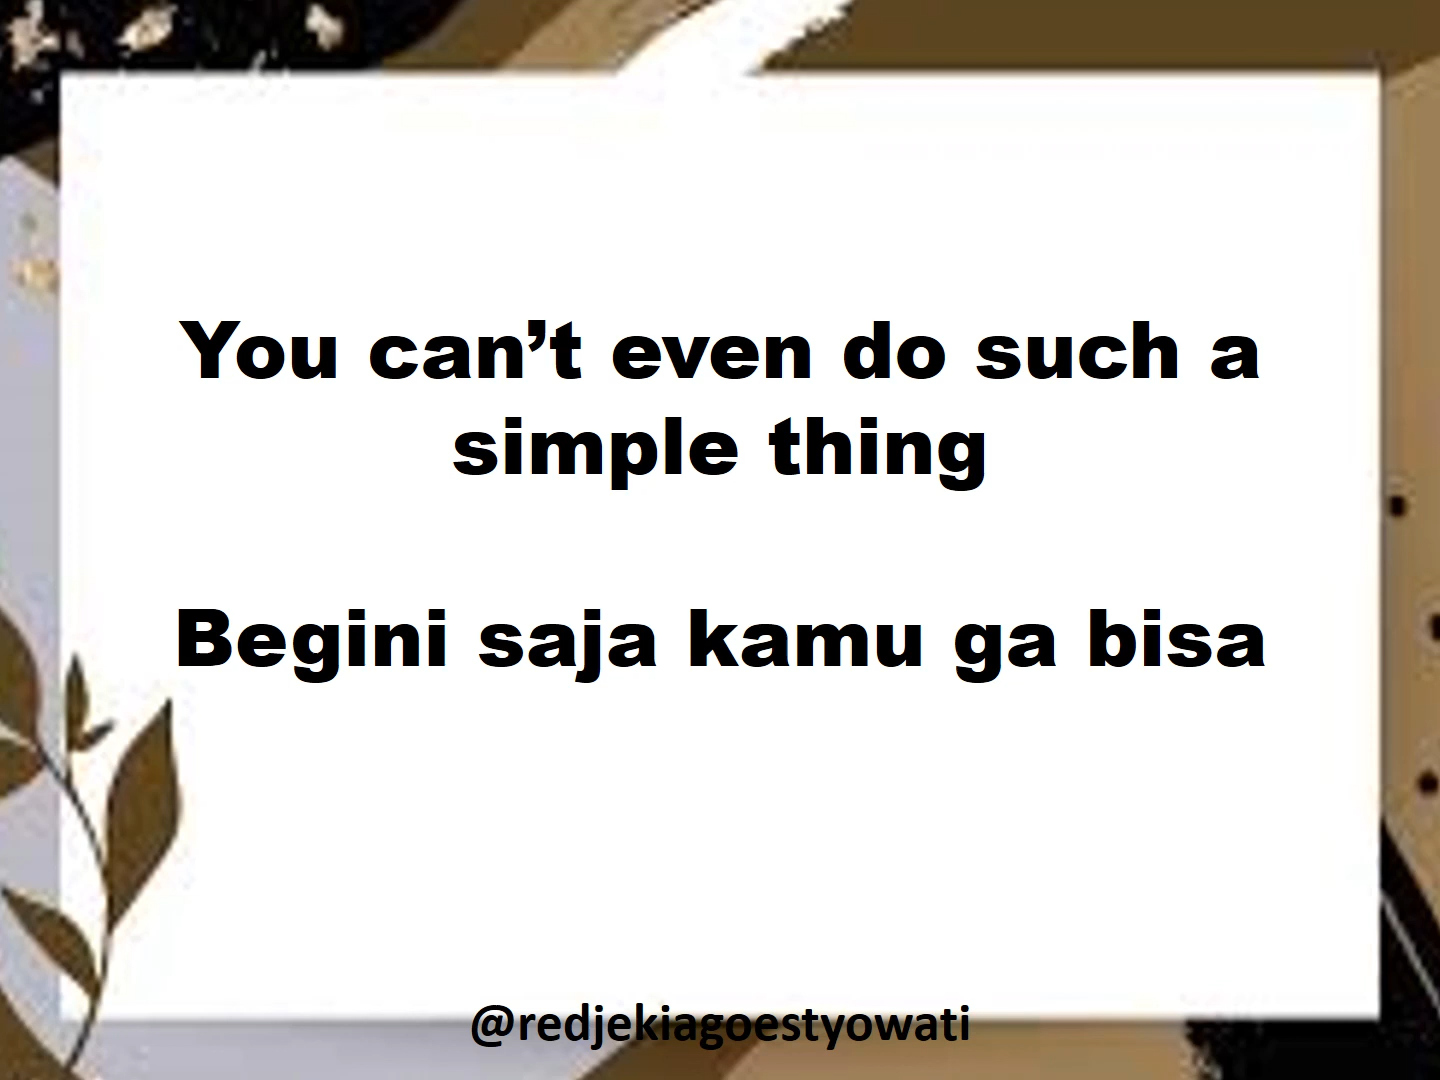 You can’t even do such a
simple thing
Begini saja kamu ga bisa
@redjekiagoestyowati